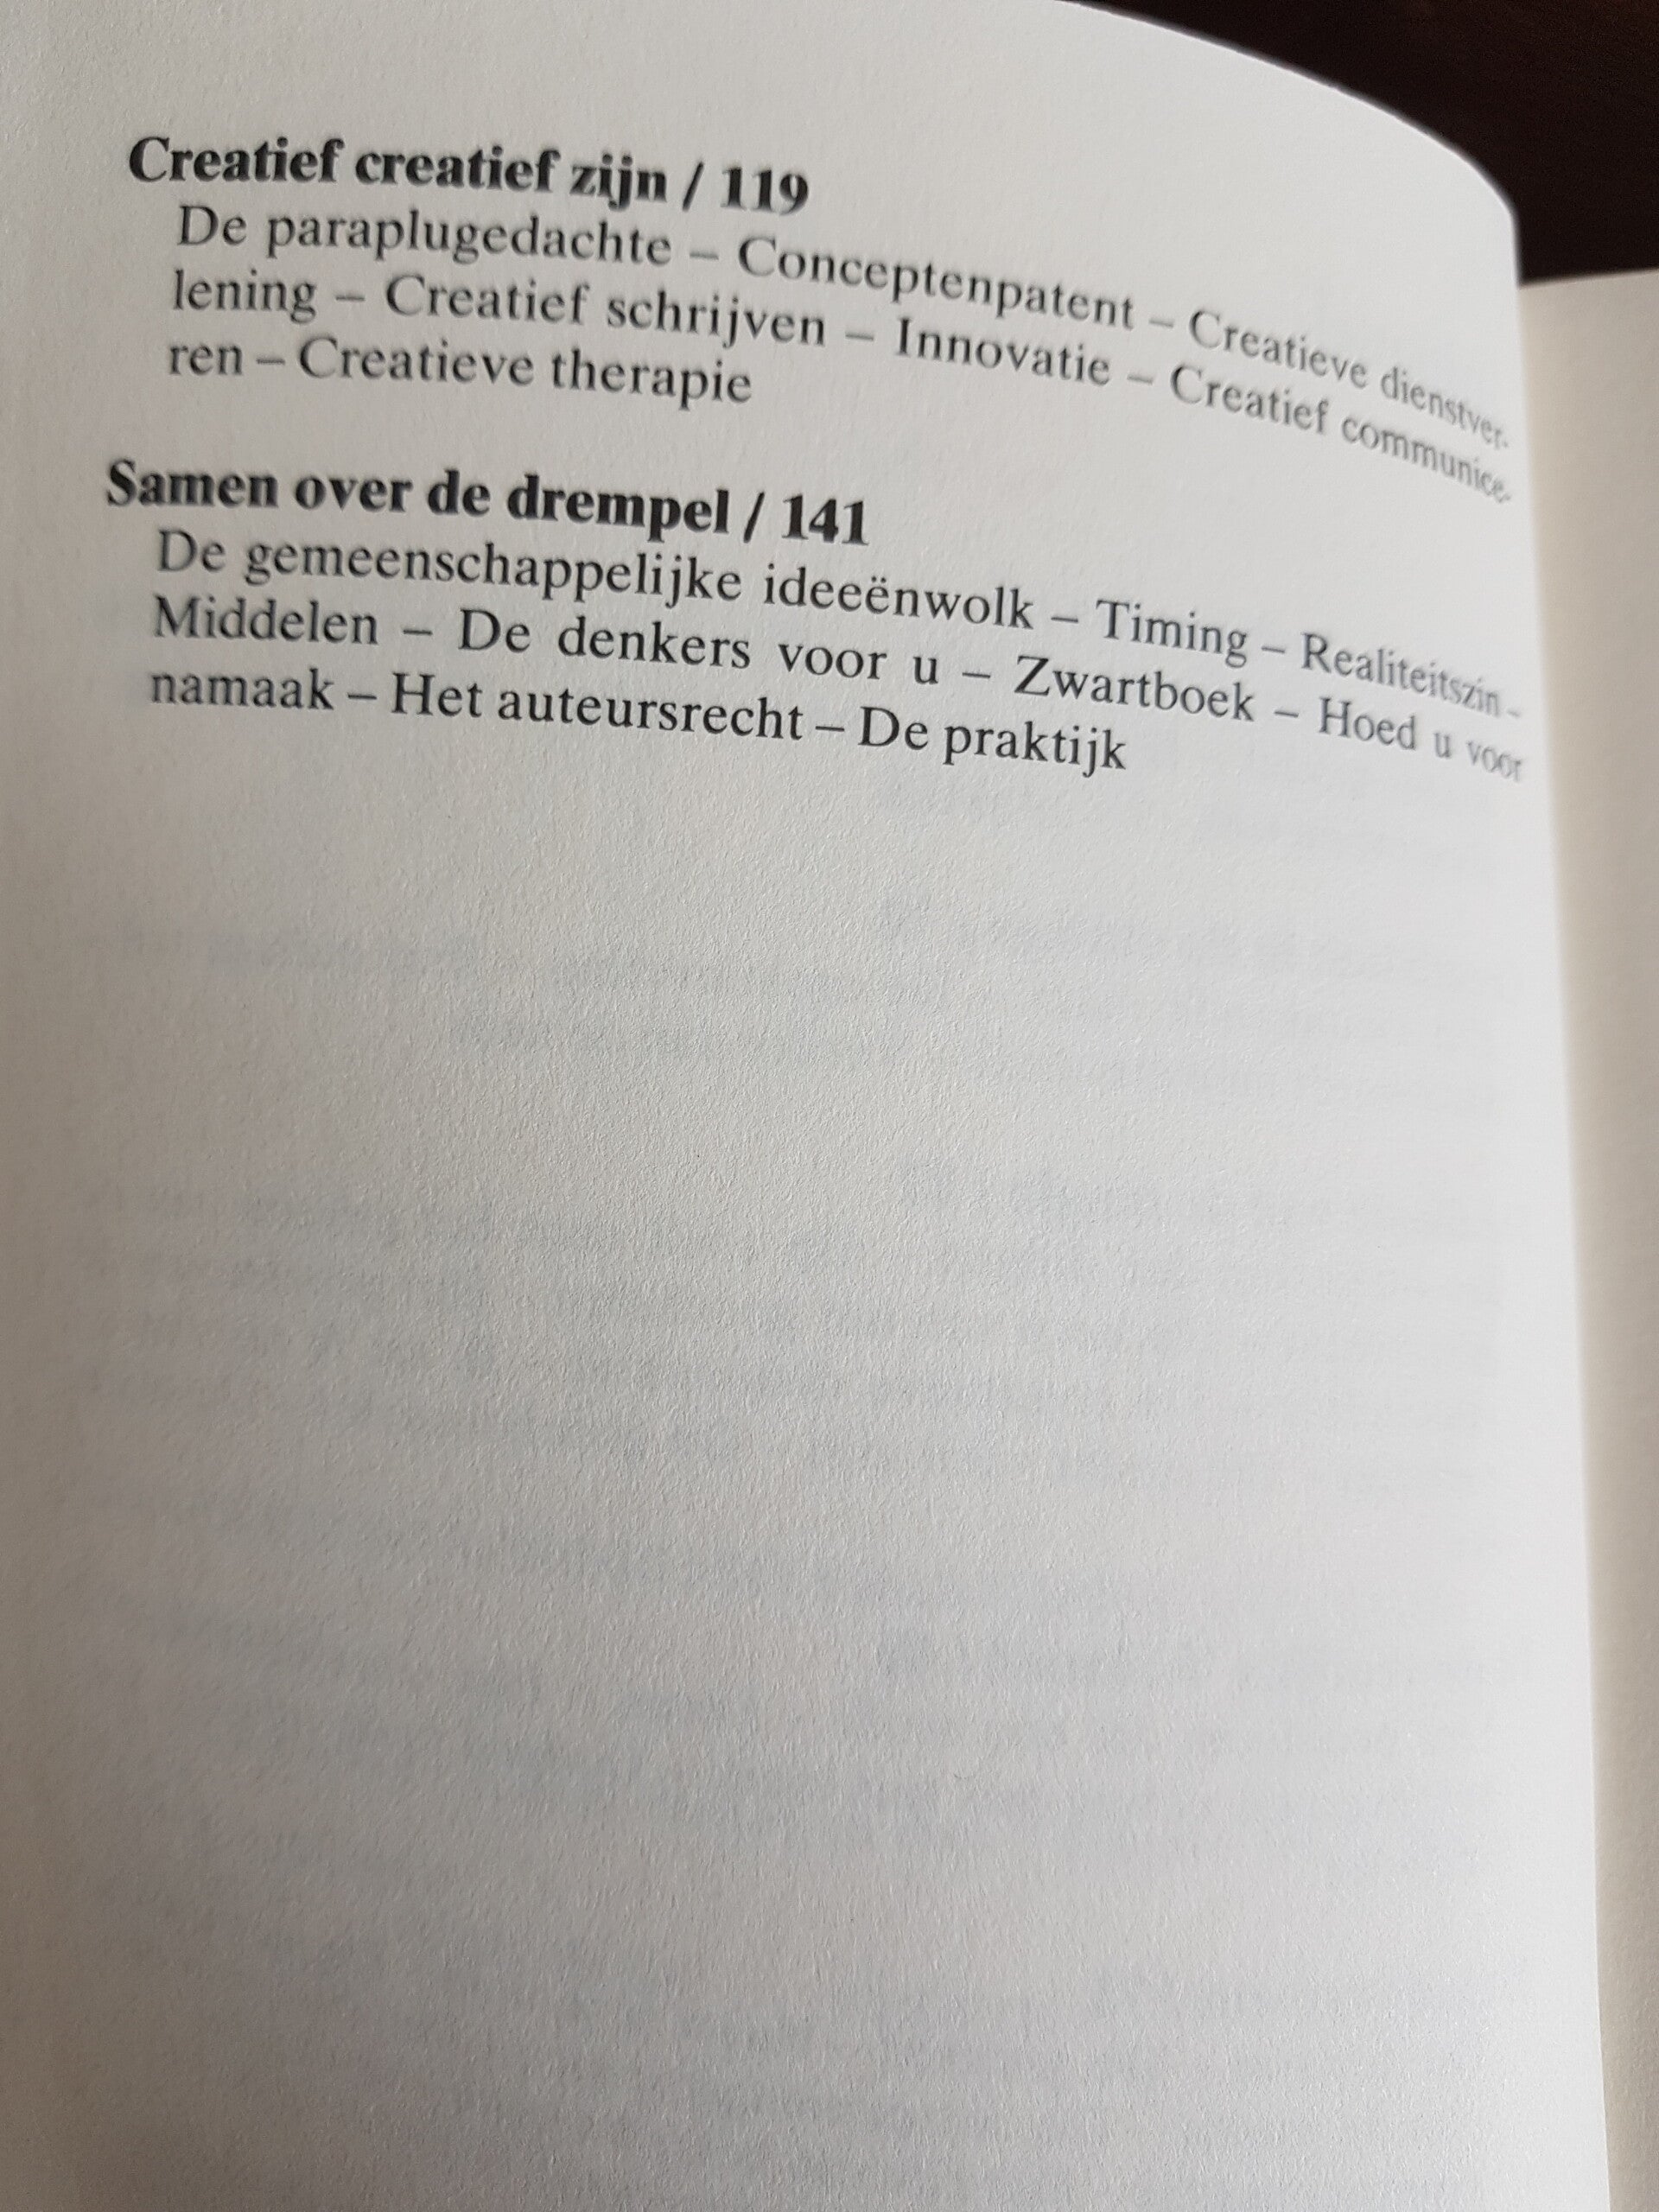 Creatief creatief zijn / 119
De paraplugedachte – Conceptenpatent – Creatieve dienstver-
lening – Creatief schrijven – Innovatie – Creatief communice-
ren – Creatieve therapie
Samen over de drempel / 141
De gemeenschappelijke ideeënwolk – Timing – Realiteitszin –
Middelen – De denkers voor u – Zwartboek – Hoed u voor
namaak – Het auteursrecht – De praktijk